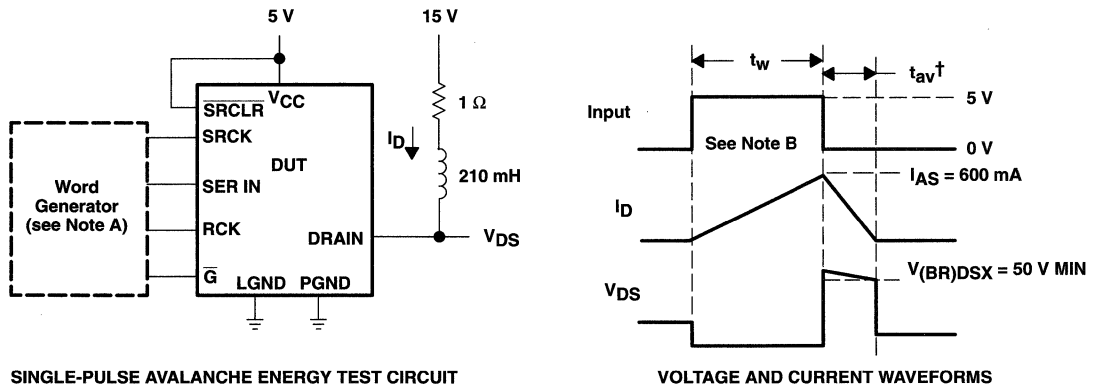 5 V
15 V
VCC
SRCLR
SRCK
SER IN
RCK
G
DUT
DRAIN
LGND PGND
Word
Generator
(see Note A)
1 Ω
ID
210 mH
VDS
SINGLE-PULSE AVALANCHE ENERGY TEST CIRCUIT
tw
tav†
Input
5 V
See Note B
0 V
IAS = 600 mA
ID
V(BR)DSX = 50 V MIN
VDS
VOLTAGE AND CURRENT WAVEFORMS